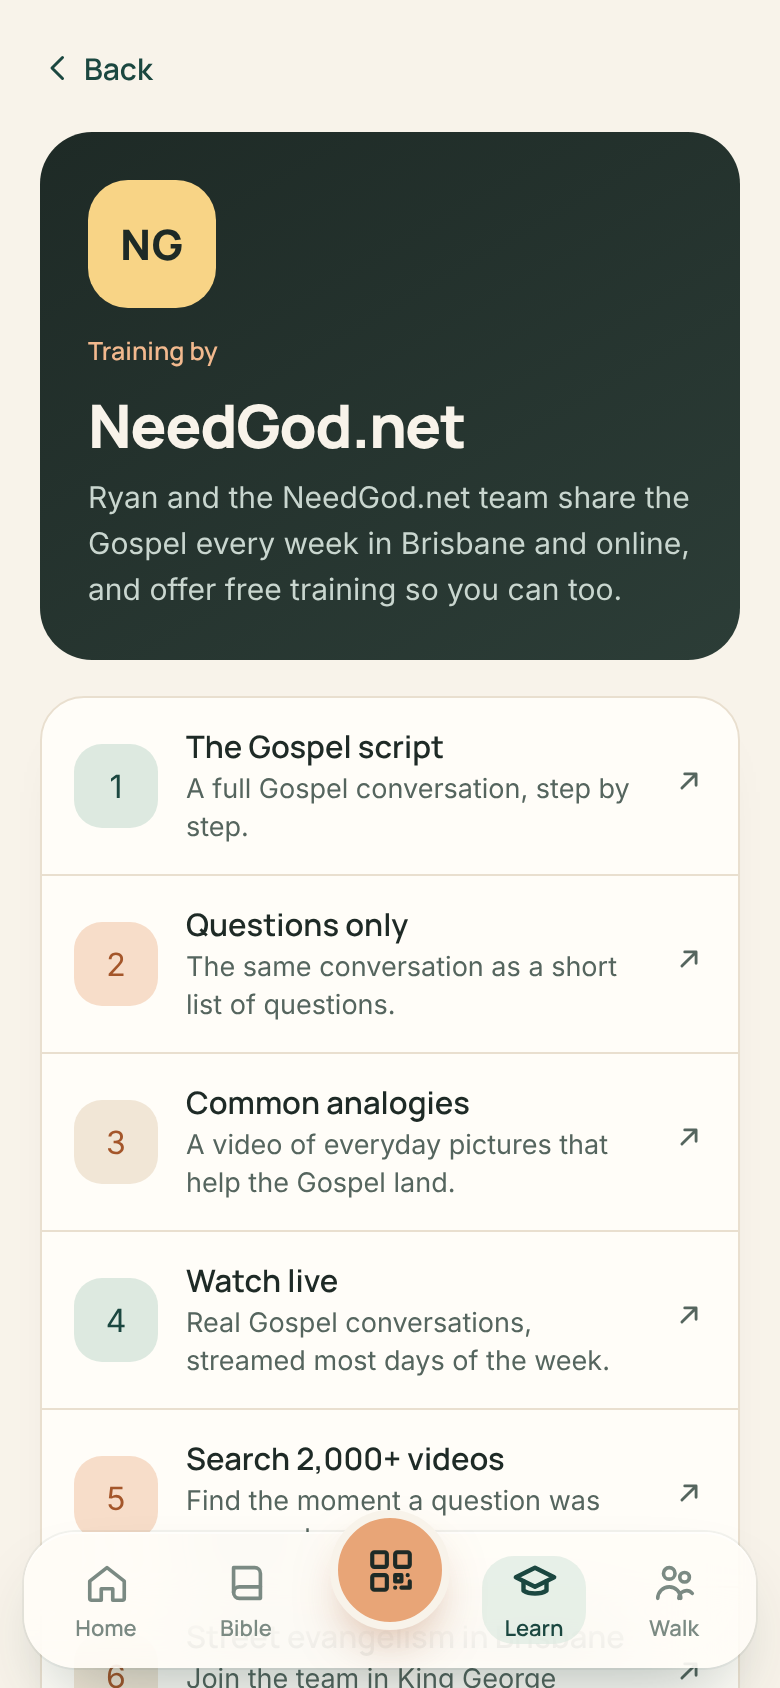 Back
NG
Training by
NeedGod.net
Ryan and the NeedGod.net team share the
Gospel every week in Brisbane and online,
and offer free training so you can too.
1
The Gospel script
A full Gospel conversation, step by
step.
2
Questions only
The same conversation as a short
list of questions.
3
Common analogies
A video of everyday pictures that
help the Gospel land.
4
Watch live
Real Gospel conversations,
streamed most days of the week.
5
Search 2,000+ videos
Find the moment a question was
Home
Bible
Learn
Walk
Street evangelism in Brisbane
6
Join the team in King George